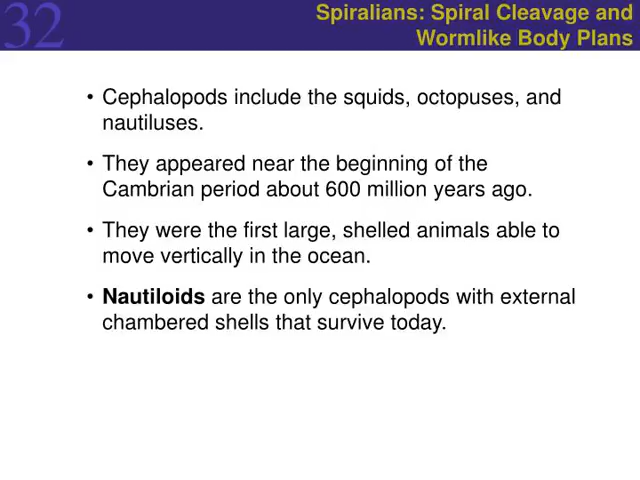 32
Spiralians: Spiral Cleavage and
Wormlike Body Plans
• Cephalopods include the squids, octopuses, and
nautiluses.
• They appeared near the beginning of the
Cambrian period about 600 million years ago.
• They were the first large, shelled animals able to
move vertically in the ocean.
• Nautiloids are the only cephalopods with external
chambered shells that survive today.